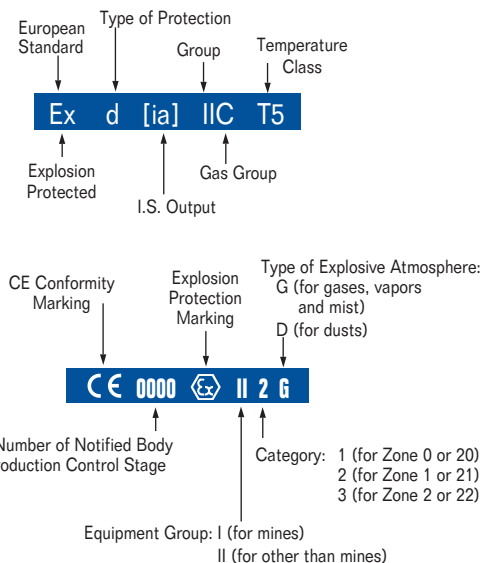 European
Standard
Type of Protection
Group
Temperature
Class
Ex d [ia] IIC T5
Explosion
Protected
I.S. Output
Gas Group
CE Conformity
Marking
Explosion
Protection
Marking
Type of Explosive Atmosphere:
G (for gases, vapors
and mist)
D (for dusts)
CE 0000 Ex II 2 G
Number of Notified Body
roduction Control Stage
Category: 1 (for Zone 0 or 20)
2 (for Zone 1 or 21)
3 (for Zone 2 or 22)
Equipment Group: I (for mines)
II (for other than mines)